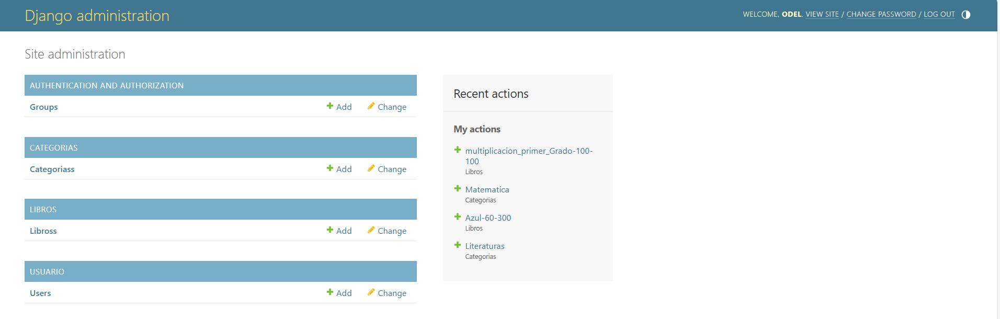 Django administration
WELCOME, ODEL. VIEW SITE / CHANGE PASSWORD / LOG OUT
Site administration
AUTHENTICATION AND AUTHORIZATION
Groups Add Change
CATEGORIAS
Categoriass Add Change
LIBROS
Libross Add Change
USUARIO
Users Add Change
Recent actions
My actions
multiplicacion_primer_Grado-100-
100
Libros
Matematica
Categorias
Azul-60-300
Libros
Literaturas
Categorias